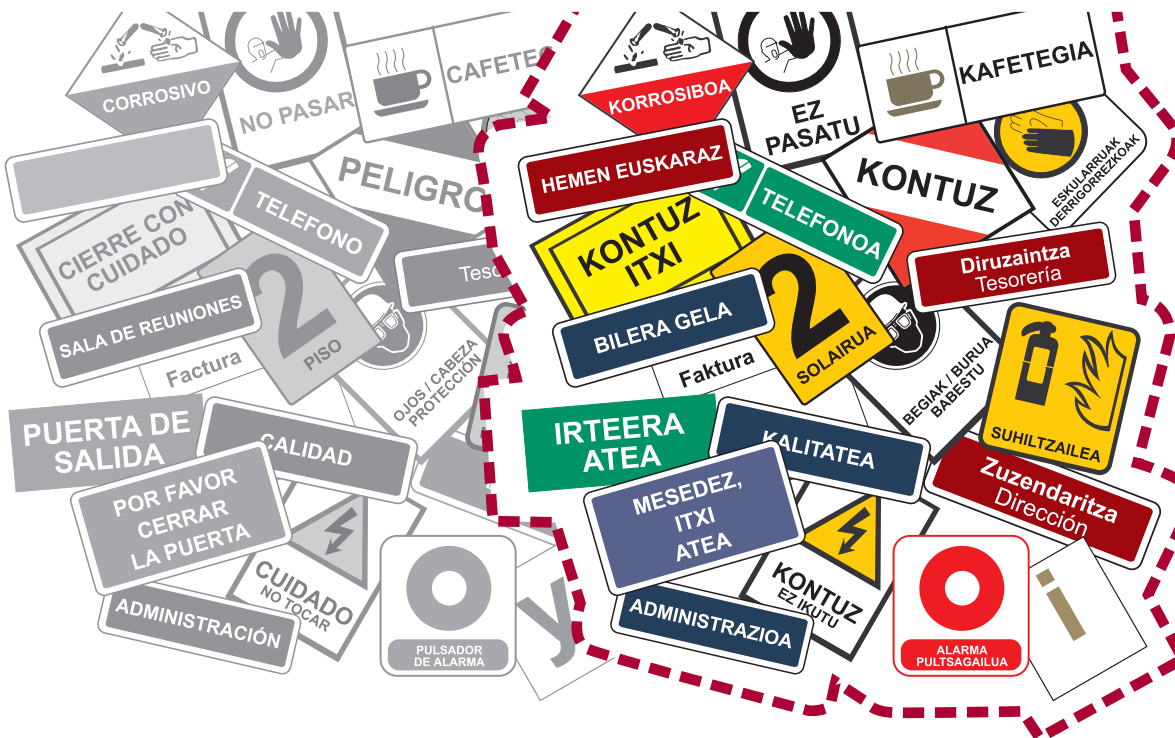 CORROSIVO
NO PASAR
CAFETEG
PELIGRO
TELEFONO
CIERRE CON
CUIDADO
Teso
SALA DE REUNIONES
2
PISO
Factura
OJOS / CABEZA
PROTECCIÓN
PUERTA DE
SALIDA
CALIDAD
POR FAVOR
CERRAR
LA PUERTA
CUIDADO
NO TOCAR
ADMINISTRACIÓN
PULSADOR
DE ALARMA
y
KORROSIBOA
EZ
PASATU
KAFETEGIA
HEMEN EUSKARAZ
KONTUZ
ESKULARRUAK
DERRIGORREZKOAK
TELEFONOA
KONTUZ
ITXI
Diruzaintza
Tesorería
BILERA GELA
2
SOLAIRUA
Faktura
BEGIAK / BURUA
BABESTU
SUHILTZAILEA
IRTEERA
ATEA
KALITATEA
Zuzendaritza
Dirección
MESEDEZ,
ITXI
ATEA
KONTUZ
EZ IKUTU
ADMINISTRAZIOA
ALARMA
PULTSAGAILUA
i